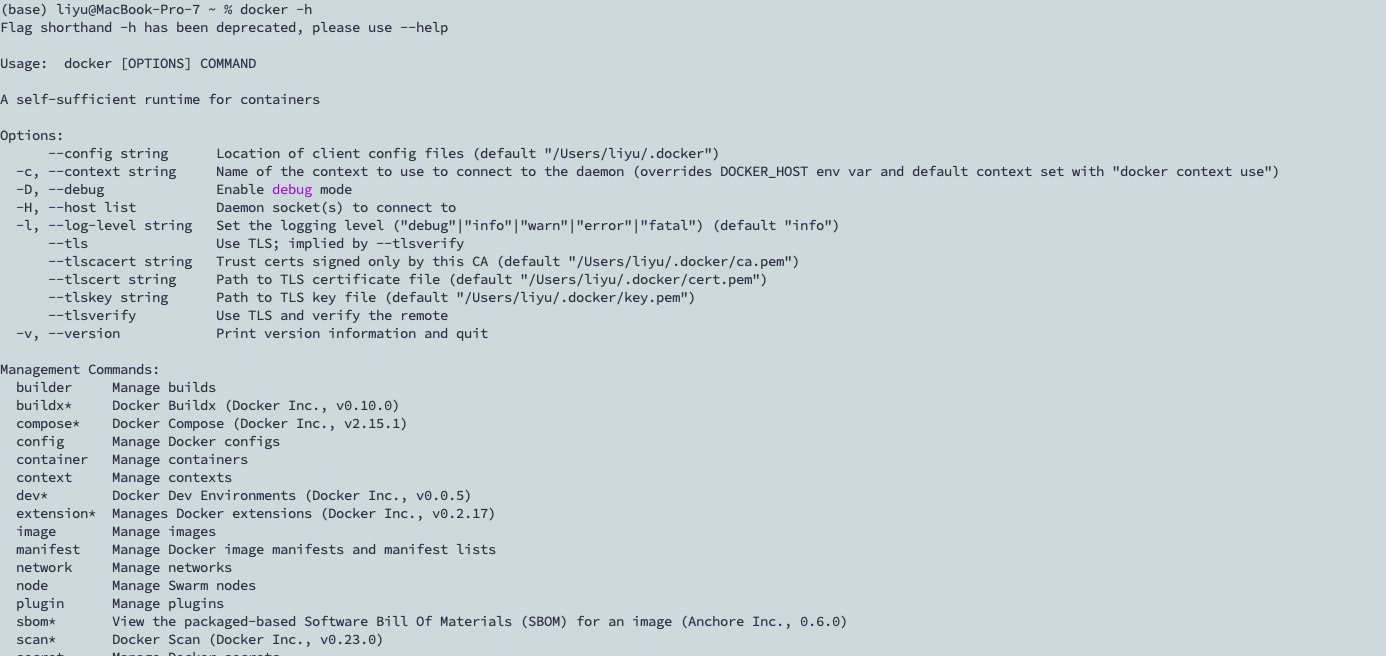 (base) liyu@MacBook-Pro-7 ~ % docker -h
Flag shorthand -h has been deprecated, please use --help
Usage:  docker [OPTIONS] COMMAND
A self-sufficient runtime for containers
Options:
      --config string      Location of client config files (default "/Users/liyu/.docker")
  -c, --context string     Name of the context to use to connect to the daemon (overrides DOCKER_HOST env var and default context set with "docker context use")
  -D, --debug              Enable debug mode
  -H, --host list          Daemon socket(s) to connect to
  -l, --log-level string   Set the logging level ("debug"|"info"|"warn"|"error"|"fatal") (default "info")
      --tls                Use TLS; implied by --tlsverify
      --tlscacert string   Trust certs signed only by this CA (default "/Users/liyu/.docker/ca.pem")
      --tlscert string     Path to TLS certificate file (default "/Users/liyu/.docker/cert.pem")
      --tlskey string      Path to TLS key file (default "/Users/liyu/.docker/key.pem")
      --tlsverify          Use TLS and verify the remote
  -v, --version            Print version information and quit
Management Commands:
  builder     Manage builds
  buildx*     Docker Buildx (Docker Inc., v0.10.0)
  compose*    Docker Compose (Docker Inc., v2.15.1)
  config      Manage Docker configs
  container   Manage containers
  context     Manage contexts
  dev*        Docker Dev Environments (Docker Inc., v0.0.5)
  extension*  Manages Docker extensions (Docker Inc., v0.2.17)
  image       Manage images
  manifest    Manage Docker image manifests and manifest lists
  network     Manage networks
  node        Manage Swarm nodes
  plugin      Manage plugins
  sbom*       View the packaged-based Software Bill Of Materials (SBOM) for an image (Anchore Inc., 0.6.0)
  scan*       Docker Scan (Docker Inc., v0.23.0)